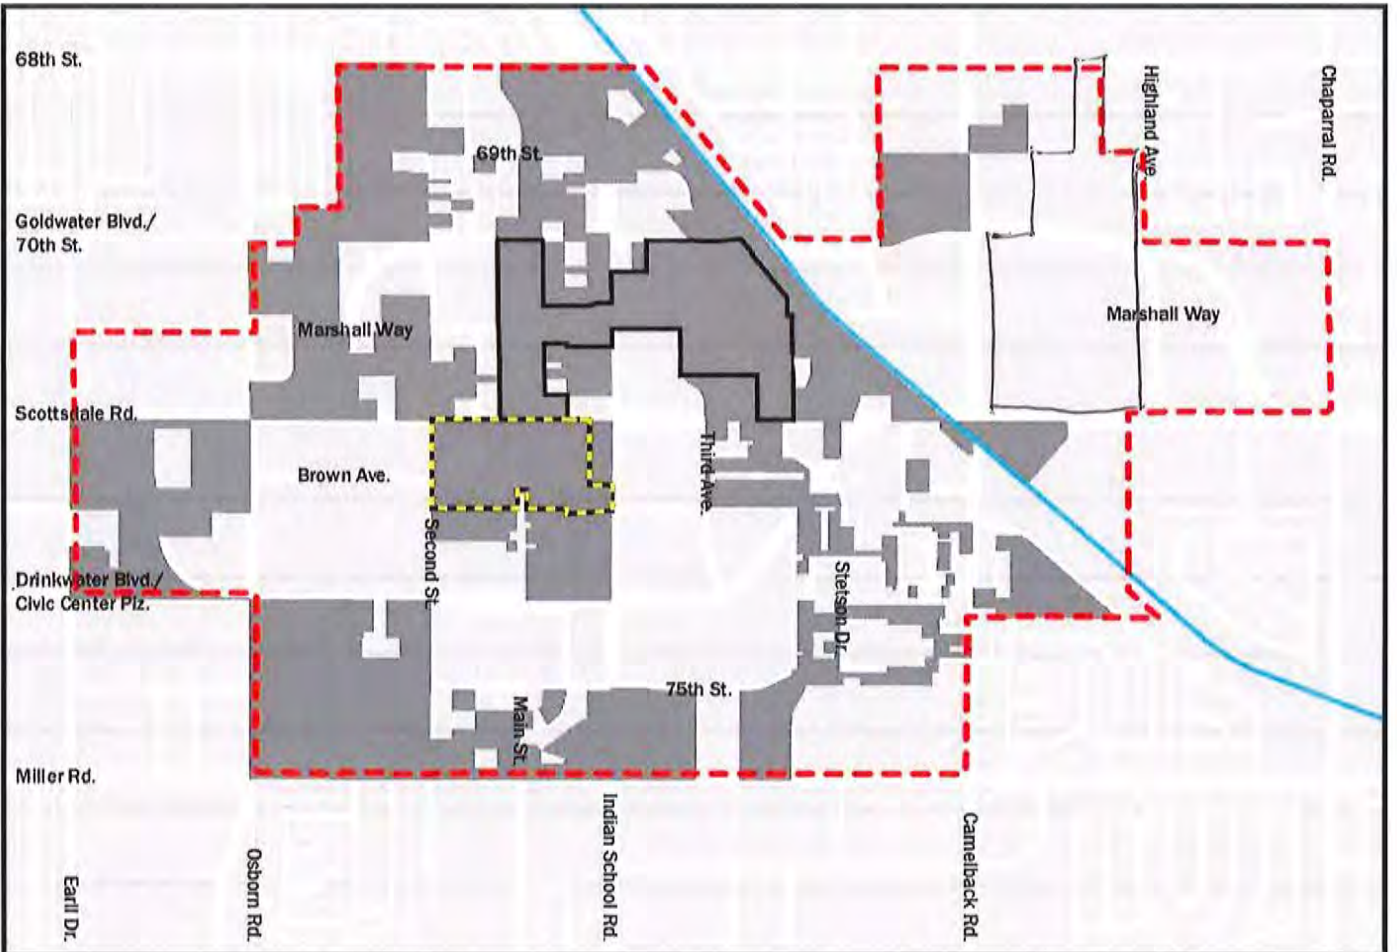 68th St.
Highland Ave.
Chaparral Rd.
69th St.
Goldwater Blvd./
70th St.
Marshall Way
Marshall Way
Scottsdale Rd.
Third Ave.
Brown Ave.
Second St.
Stetson Dr.
Drinkwater Blvd./
Civic Center Plz.
75th St.
Main St.
Miller Rd.
Indian School Rd.
Camelback Rd.
Osborn Rd.
Earll Dr.